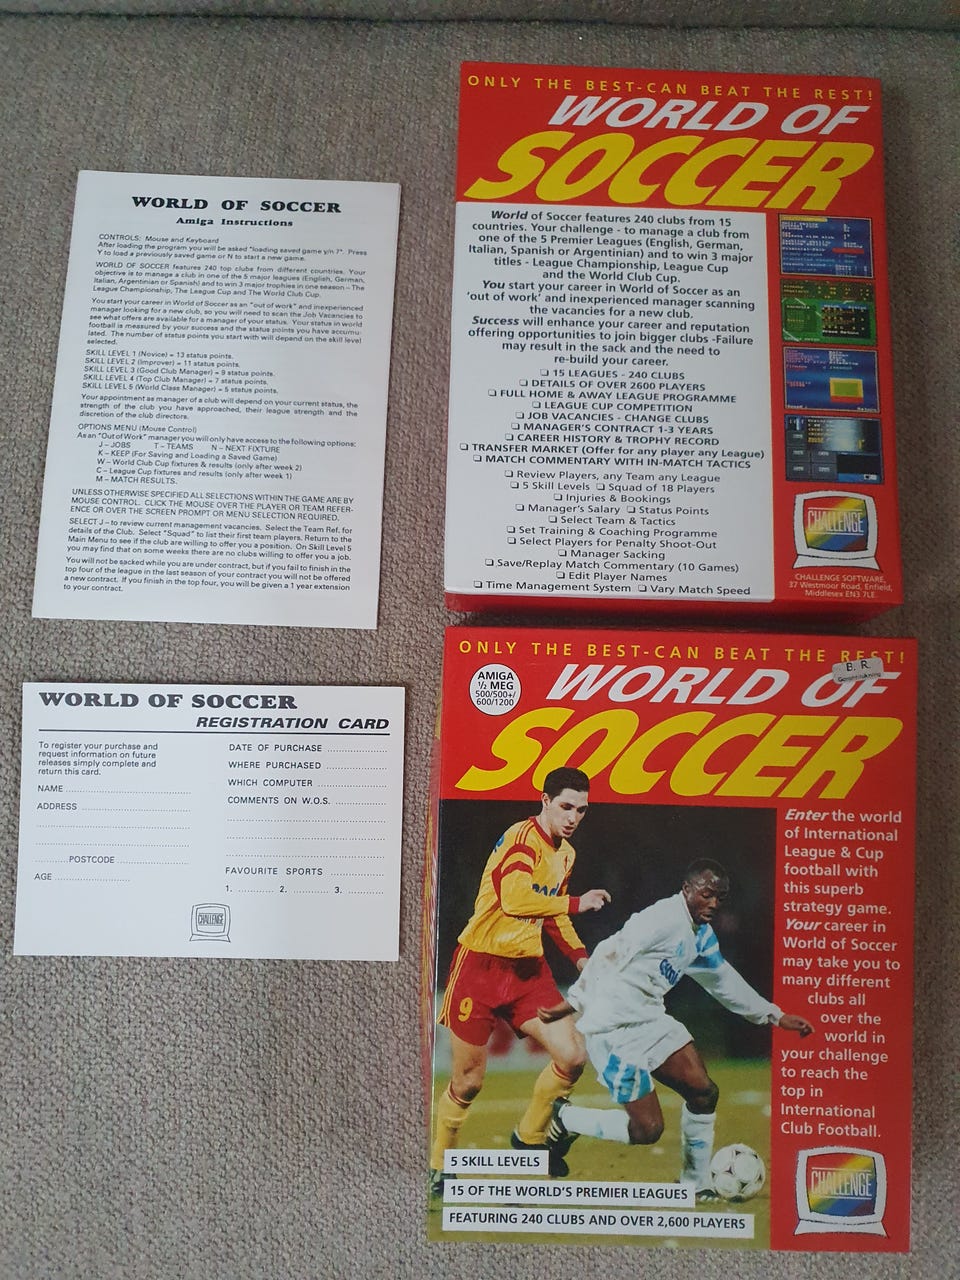 WORLD OF SOCCER
Amiga Instructions
CONTROLS: Mouse and Keyboard
After loading the program you will be asked "loading saved game y/n ?". Press
Y to load a previously saved game or N to start a new game.
WORLD OF SOCCER features 240 top clubs from different countries. Your
objective is to manage a club in one of the 5 major leagues (English, German,
Italian, Argentinian or Spanish) and to win 3 major trophies in one season – The
League Championship, The League Cup and The World Club Cup.
You start your career in World of Soccer as an "out of work" and inexperienced
manager looking for a new club, so you will need to scan the Job Vacancies to
see what offers are available for a manager of your status. Your status in world
football is measured by your success and the status points you have accumu-
lated. The number of status points you start with will depend on the skill level
selected.
SKILL LEVEL 1 (Novice) = 13 status points.
SKILL LEVEL 2 (Improver) = 11 status points.
SKILL LEVEL 3 (Good Club Manager) = 9 status points.
SKILL LEVEL 4 (Top Club Manager) = 7 status points.
SKILL LEVEL 5 (World Class Manager) = 5 status points.
Your appointment as manager of a club will depend on your current status, the
strength of the club you have approached, their league strength and the
discretion of the club directors.
OPTIONS MENU (Mouse Control)
As an "Out of Work" manager you will only have access to the following options:
J – JOBS T – TEAMS N – NEXT FIXTURE
K – KEEP (For Saving and Loading a Saved Game)
W – World Club Cup fixtures & results (only after week 2)
C – League Cup fixtures and results (only after week 1)
M – MATCH RESULTS.
UNLESS OTHERWISE SPECIFIED ALL SELECTIONS WITHIN THE GAME ARE BY
MOUSE CONTROL. CLICK THE MOUSE OVER THE PLAYER OR TEAM REFER-
ENCE OR OVER THE SCREEN PROMPT OR MENU SELECTION REQUIRED.
SELECT J – to review current management vacancies. Select the Team Ref. for
details of the Club. Select "Squad" to list their first team players. Return to the
Main Menu to see if the club are willing to offer you a position. On Skill Level 5
you may find that on some weeks there are no clubs willing to offer you a job.
You will not be sacked while you are under contract, but if you fail to finish in the
top four of the league in the last season of your contract you will not be offered
a new contract. If you finish in the top four, you will be given a 1 year extension
to your contract.
ONLY THE BEST-CAN BEAT THE REST!
WORLD OF
SOCCER
World of Soccer features 240 clubs from 15
countries. Your challenge - to manage a club from
one of the 5 Premier Leagues (English, German,
Italian, Spanish or Argentinian) and to win 3 major
titles - League Championship, League Cup
and the World Club Cup.
You start your career in World of Soccer as an
'out of work' and inexperienced manager scanning
the vacancies for a new club.
Success will enhance your career and reputation
offering opportunities to join bigger clubs -Failure
may result in the sack and the need to
re-build your career.
❑ 15 LEAGUES - 240 CLUBS
❑ DETAILS OF OVER 2600 PLAYERS
❑ FULL HOME & AWAY LEAGUE PROGRAMME
❑ LEAGUE CUP COMPETITION
❑ JOB VACANCIES - CHANGE CLUBS
❑ MANAGER'S CONTRACT 1-3 YEARS
❑ CAREER HISTORY & TROPHY RECORD
❑ TRANSFER MARKET (Offer for any player any League)
❑ MATCH COMMENTARY WITH IN-MATCH TACTICS
❑ Review Players, any Team any League
❑ 5 Skill Levels ❑ Squad of 18 Players
❑ Injuries & Bookings
❑ Manager's Salary ❑ Status Points
❑ Select Team & Tactics
❑ Set Training & Coaching Programme
❑ Select Players for Penalty Shoot-Out
❑ Manager Sacking
❑ Save/Replay Match Commentary (10 Games)
❑ Edit Player Names
❑ Time Management System ❑ Vary Match Speed
CHALLENGE
CHALLENGE SOFTWARE,
37 Westmoor Road, Enfield,
Middlesex EN3 7LE.
WORLD OF SOCCER
REGISTRATION CARD
To register your purchase and
request information on future
releases simply complete and
return this card.
NAME
ADDRESS
POSTCODE
AGE
DATE OF PURCHASE
WHERE PURCHASED
WHICH COMPUTER
COMMENTS ON W.O.S.
FAVOURITE SPORTS
1. 2. 3.
CHALLENGE
ONLY THE BEST-CAN BEAT THE REST!
B. R.
AMIGA
½ MEG
500/500+/
600/1200
WORLD OF
SOCCER
Enter the world
of International
League & Cup
football with
this superb
strategy game.
Your career in
World of Soccer
may take you to
many different
clubs all
over the
world in
your challenge
to reach the
top in
International
Club Football.
9
5 SKILL LEVELS
15 OF THE WORLD'S PREMIER LEAGUES
FEATURING 240 CLUBS AND OVER 2,600 PLAYERS
CHALLENGE